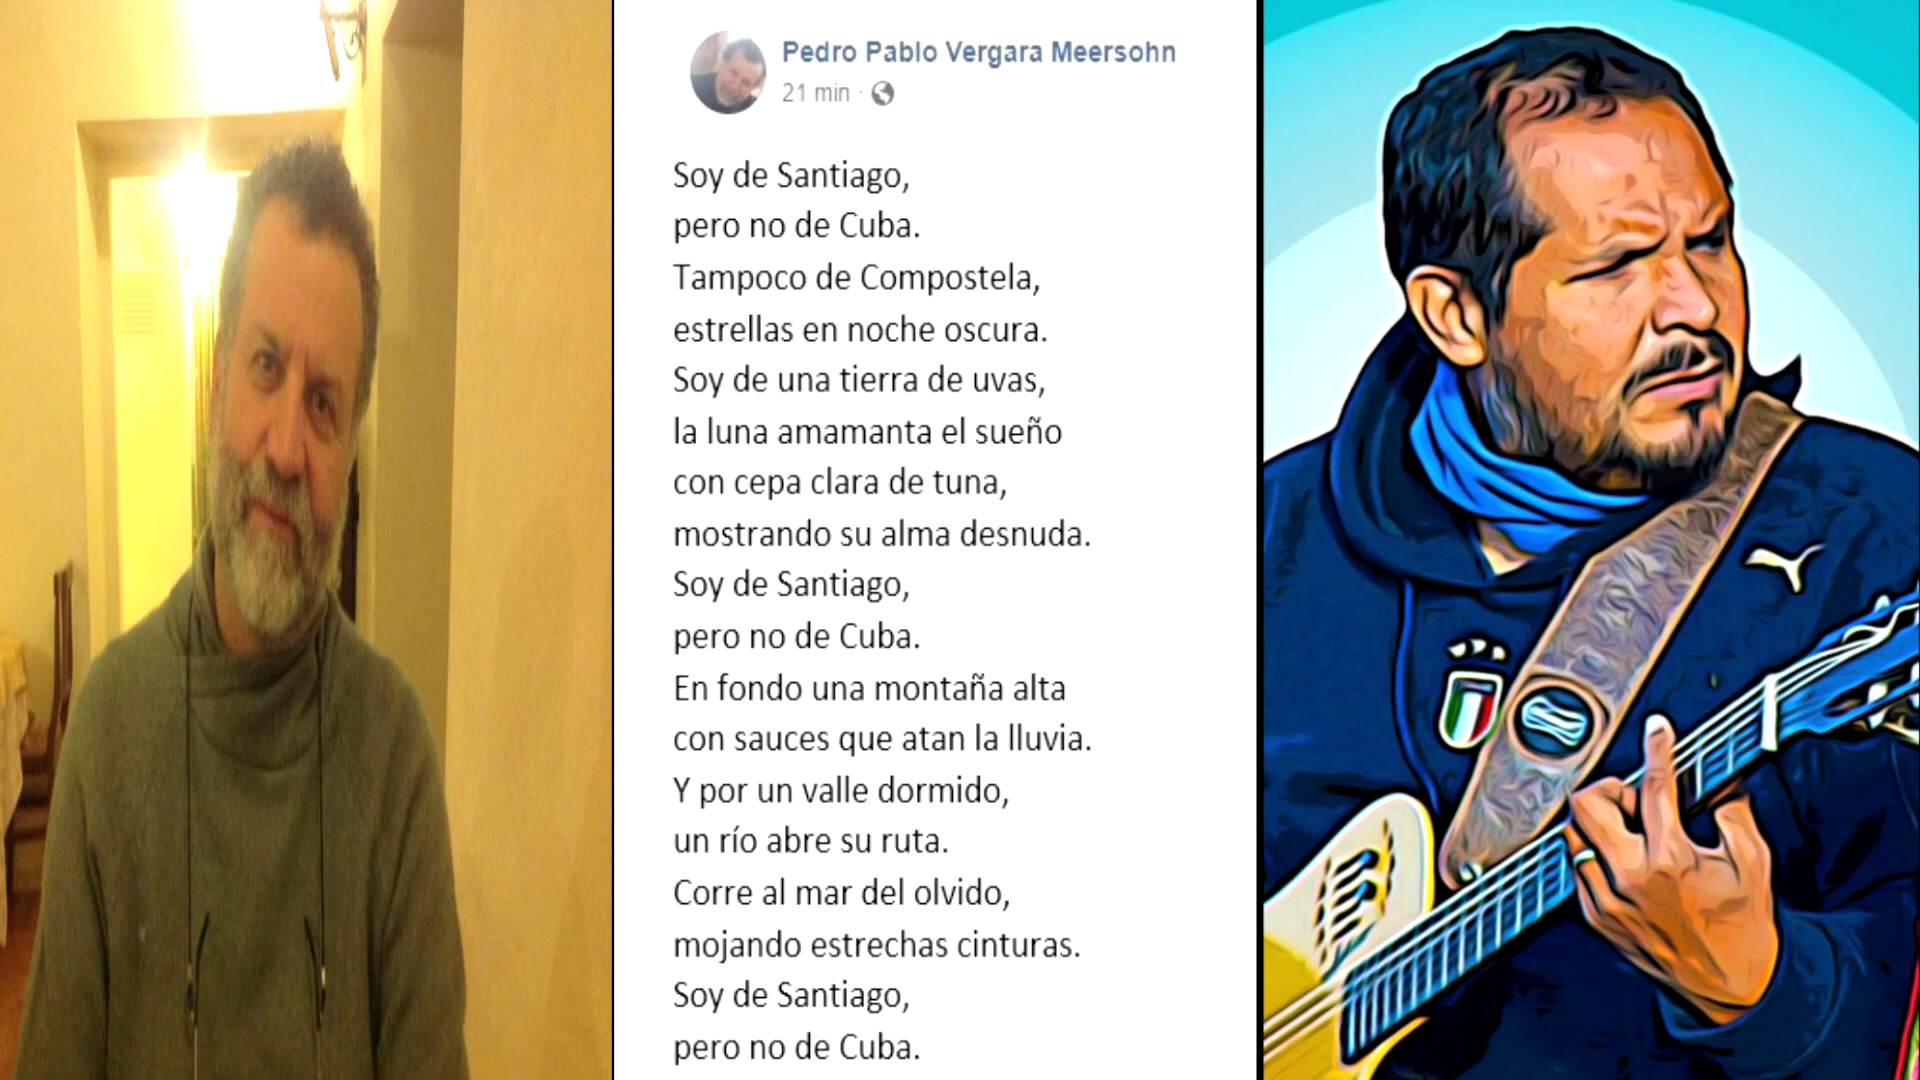 Pedro Pablo Vergara Meersohn
21 min ·
Soy de Santiago,
pero no de Cuba.
Tampoco de Compostela,
estrellas en noche oscura.
Soy de una tierra de uvas,
la luna amamanta el sueño
con cepa clara de tuna,
mostrando su alma desnuda.
Soy de Santiago,
pero no de Cuba.
En fondo una montaña alta
con sauces que atan la lluvia.
Y por un valle dormido,
un río abre su ruta.
Corre al mar del olvido,
mojando estrechas cinturas.
Soy de Santiago,
pero no de Cuba.